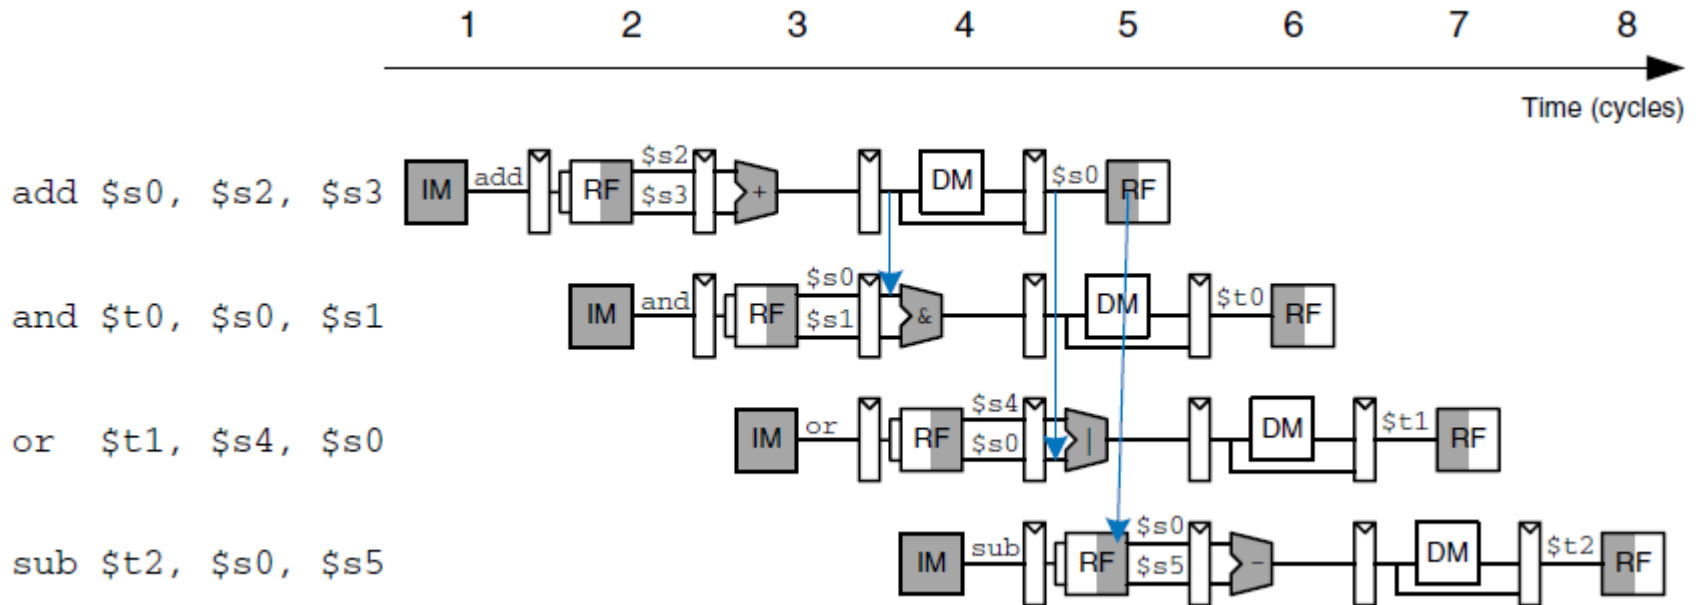 1 2 3 4 5 6 7 8
Time (cycles)
add $s0, $s2, $s3 IM add RF $s2 $s3 + DM $s0 RF
and $t0, $s0, $s1 IM and RF $s0 $s1 & DM $t0 RF
or $t1, $s4, $s0 IM or RF $s4 $s0 | DM $t1 RF
sub $t2, $s0, $s5 IM sub RF $s0 $s5 - DM $t2 RF